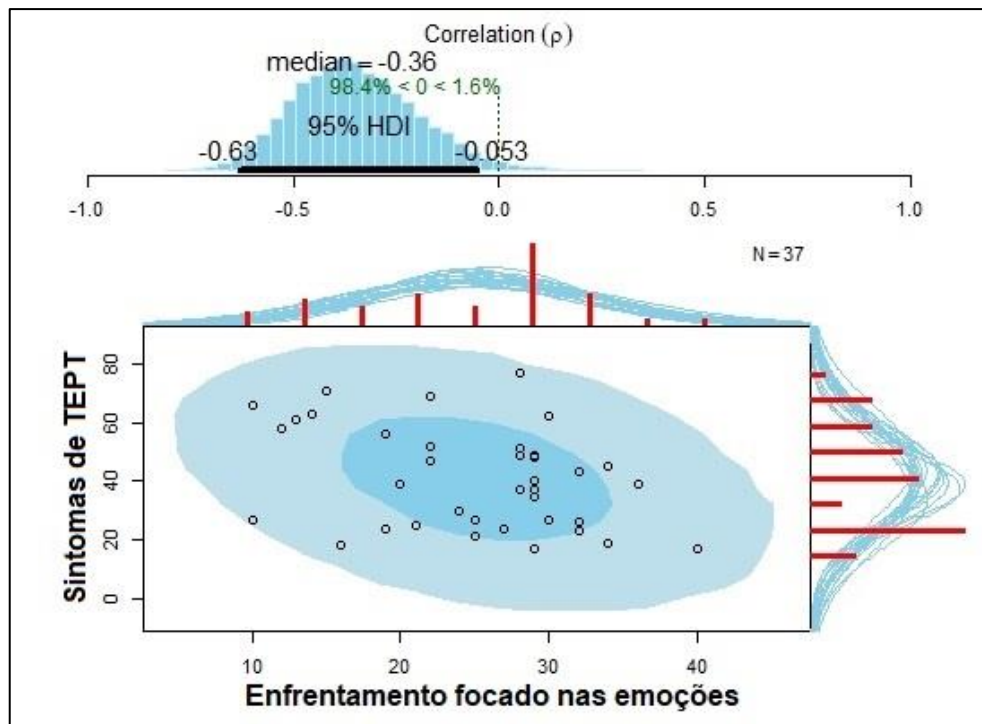 Correlation (ρ)
median = -0.36
98.4% < 0 < 1.6%
95% HDI
-0.63
-0.053
-1.0
-0.5
0.0
0.5
1.0
N = 37
80
60
40
20
0
Sintomas de TEPT
10
20
30
40
Enfrentamento focado nas emoções